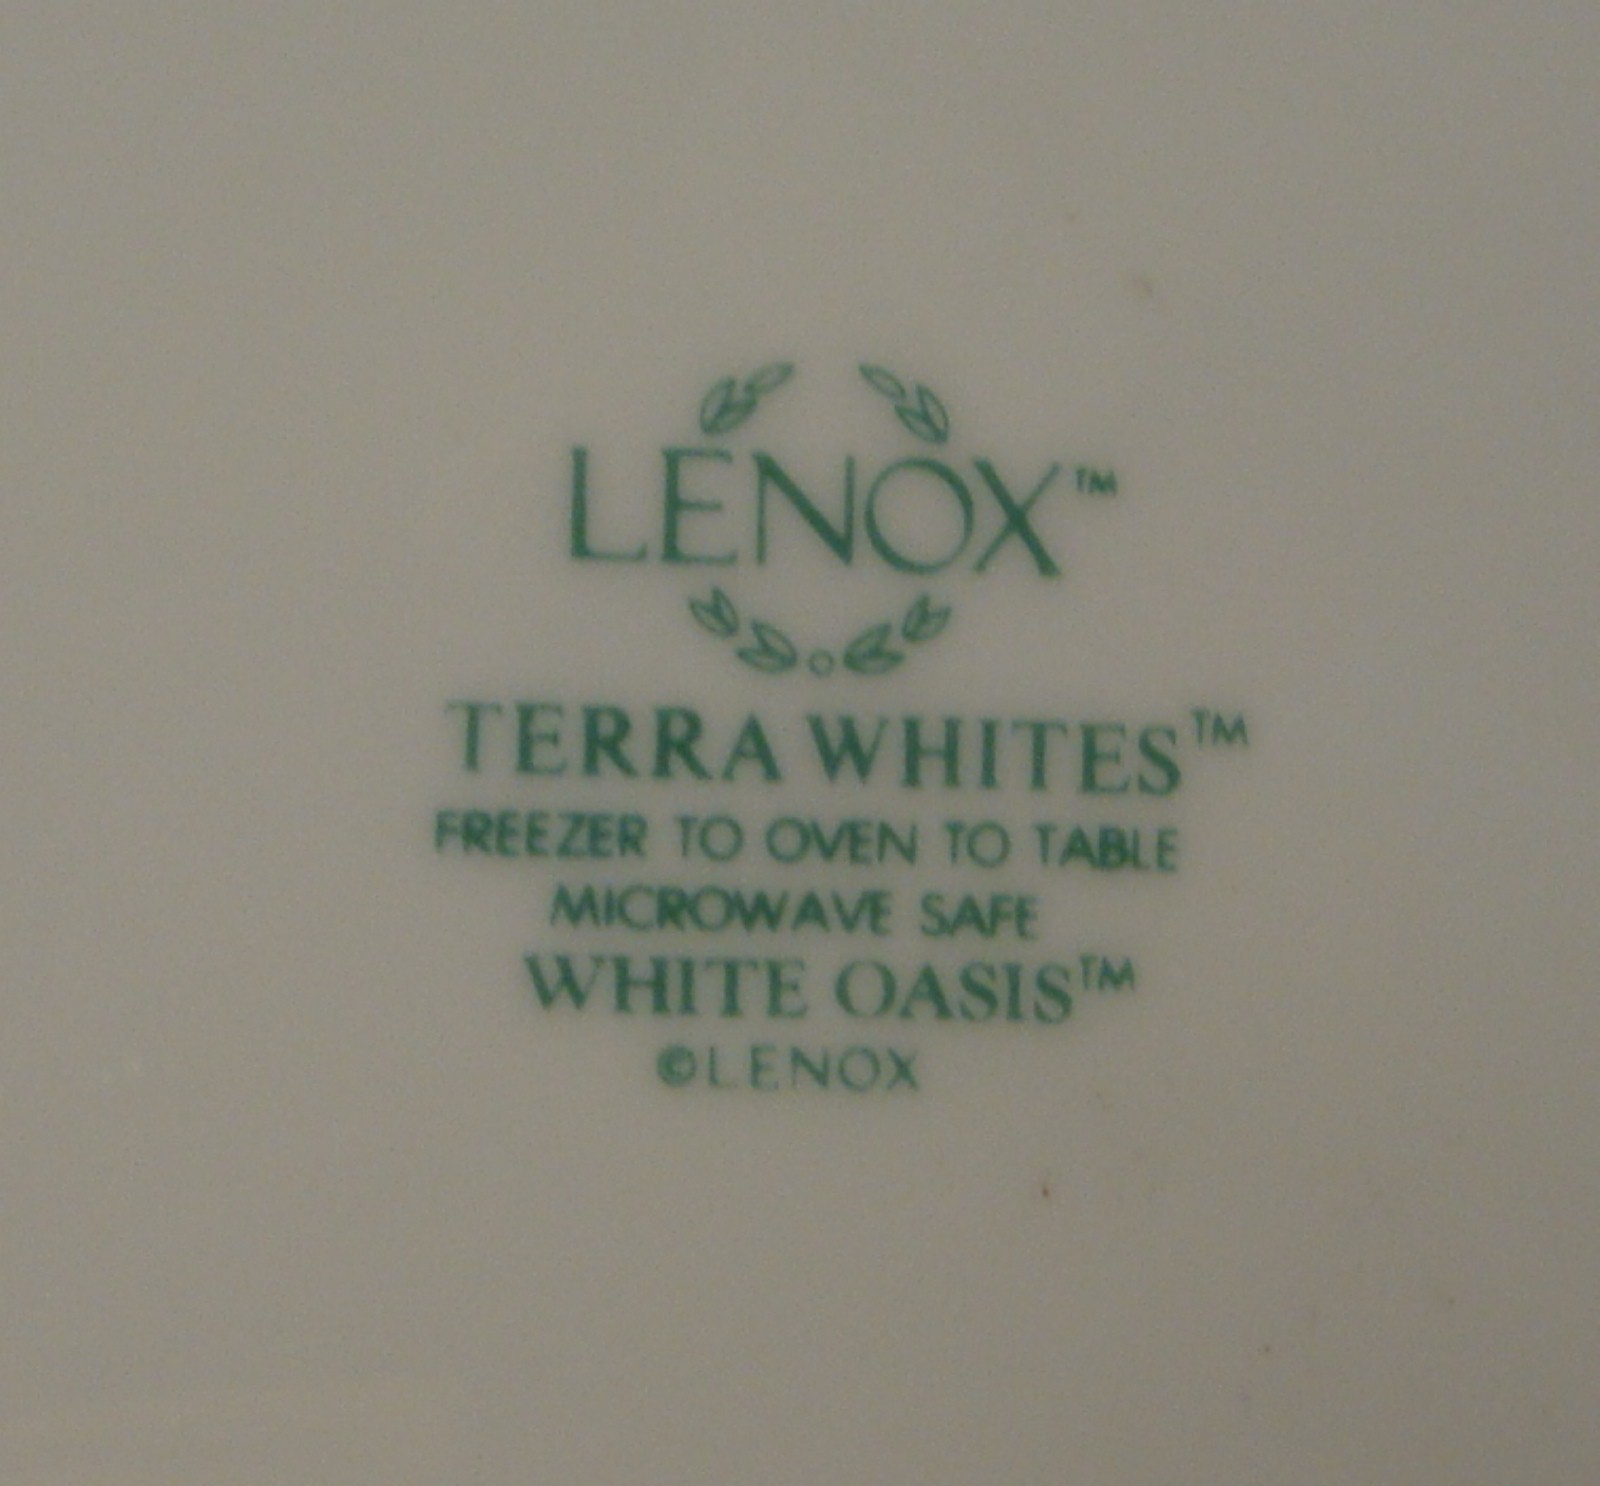 LENOX™
TERRA WHITES™
FREEZER TO OVEN TO TABLE
MICROWAVE SAFE
WHITE OASIS™
©LENOX